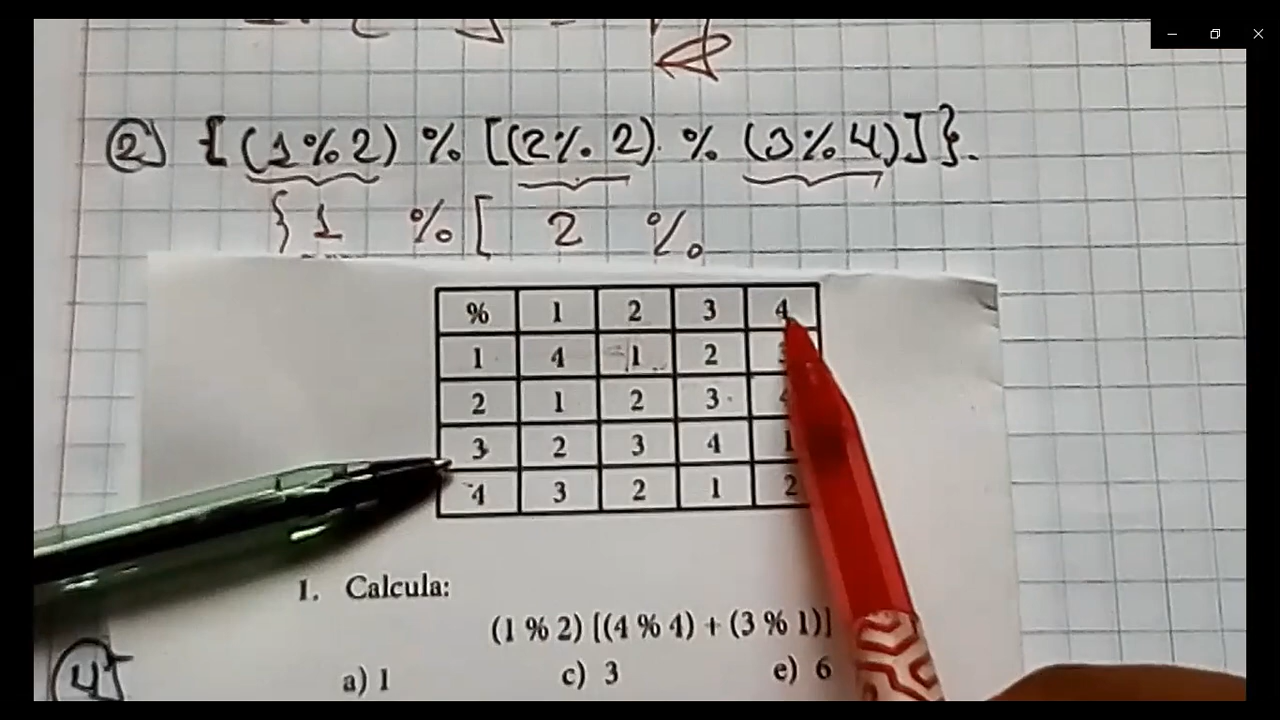 ② {(1%2) % [(2%2) % (3%4)]}.
{1 % [ 2 %
% 1 2 3 4
1 4 1 2 3
2 1 2 3 4
3 2 3 4 1
4 3 2 1 2
1. Calcula:
(1 % 2) [(4 % 4) + (3 % 1)]
a) 1 c) 3 e) 6